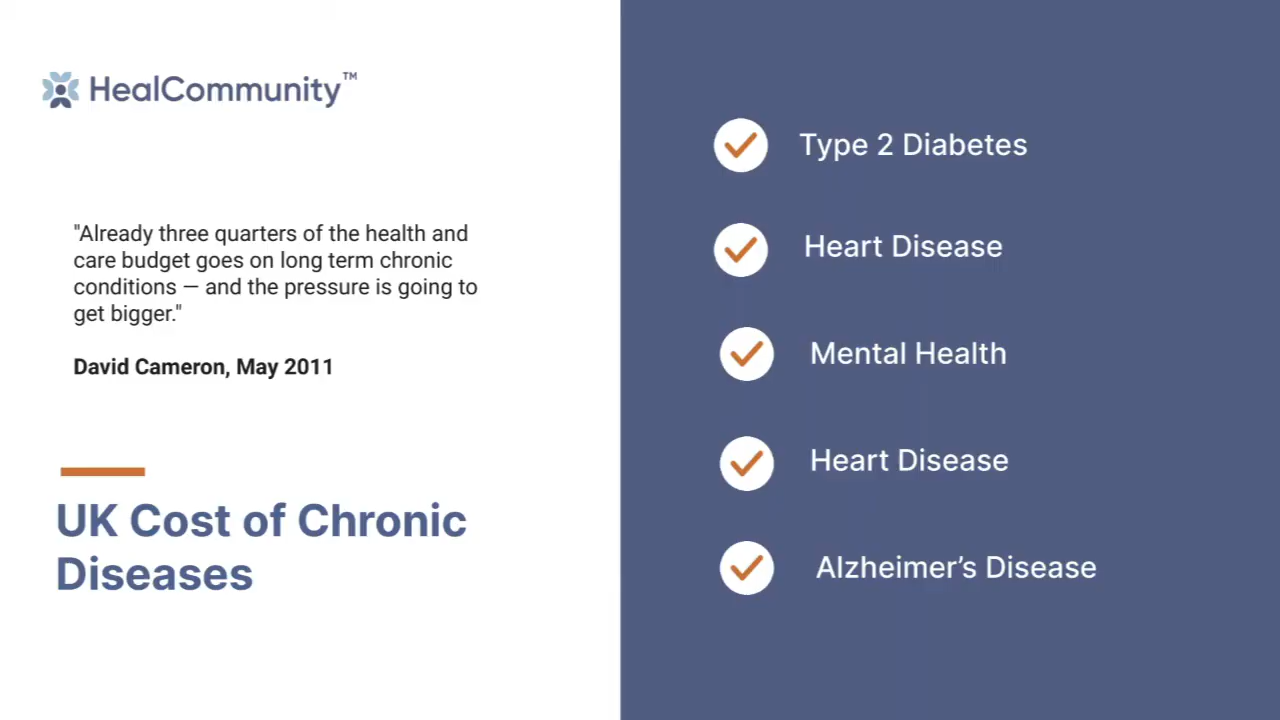 HealCommunity™
"Already three quarters of the health and
care budget goes on long term chronic
conditions — and the pressure is going to
get bigger."
David Cameron, May 2011
UK Cost of Chronic
Diseases
Type 2 Diabetes
Heart Disease
Mental Health
Heart Disease
Alzheimer’s Disease